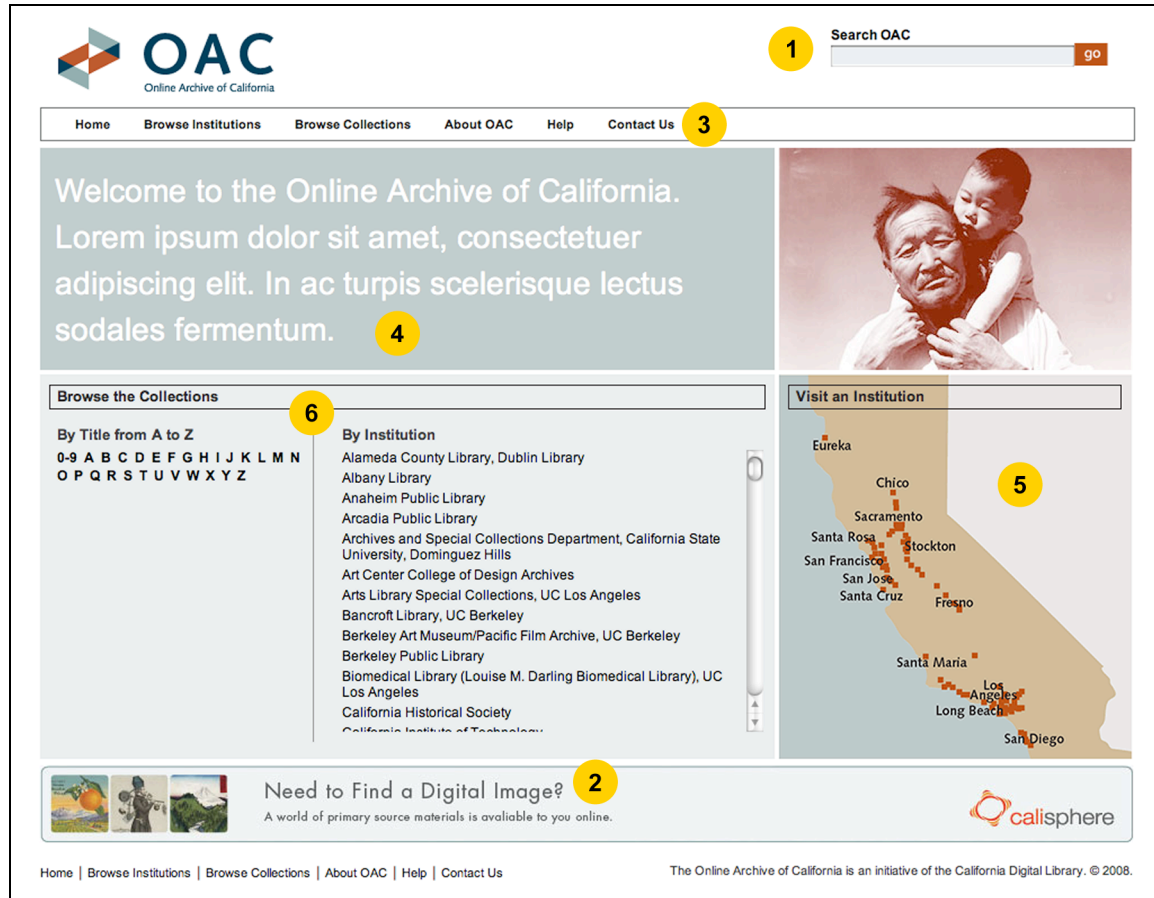 OAC
Online Archive of California
1
Search OAC
go
Home Browse Institutions Browse Collections About OAC Help Contact Us
3
Welcome to the Online Archive of California.
Lorem ipsum dolor sit amet, consectetuer
adipiscing elit. In ac turpis scelerisque lectus
sodales fermentum.
4
Browse the Collections
6
By Title from A to Z
0-9 A B C D E F G H I J K L M N
O P Q R S T U V W X Y Z
By Institution
Alameda County Library, Dublin Library
Albany Library
Anaheim Public Library
Arcadia Public Library
Archives and Special Collections Department, California State
University, Dominguez Hills
Art Center College of Design Archives
Arts Library Special Collections, UC Los Angeles
Bancroft Library, UC Berkeley
Berkeley Art Museum/Pacific Film Archive, UC Berkeley
Berkeley Public Library
Biomedical Library (Louise M. Darling Biomedical Library), UC
Los Angeles
California Historical Society
California Institute of Technology
Visit an Institution
Eureka
Chico
5
Sacramento
Santa Rosa
Stockton
San Francisco
San Jose
Santa Cruz
Fresno
Santa Maria
Los
Angeles
Long Beach
San Diego
Need to Find a Digital Image?
2
A world of primary source materials is avaliable to you online.
calisphere
Home | Browse Institutions | Browse Collections | About OAC | Help | Contact Us
The Online Archive of California is an initiative of the California Digital Library. © 2008.